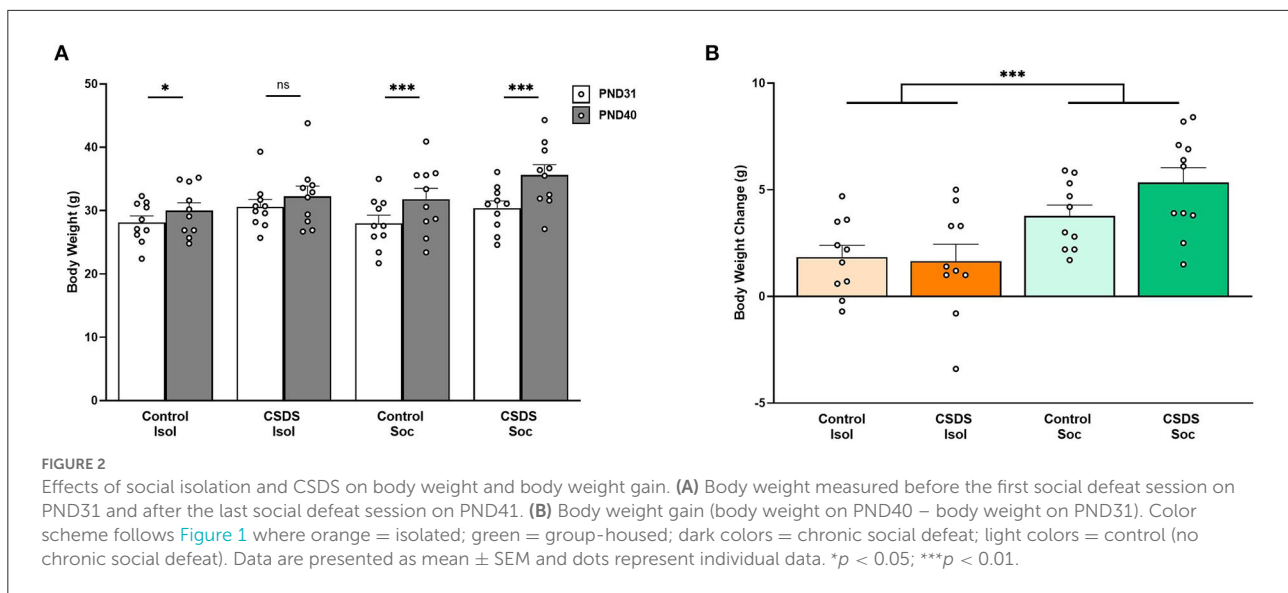 A
B
50
40
30
20
10
0
Body Weight (g)
*
ns
***
***
PND31
PND40
Control
Isol
CSDS
Isol
Control
Soc
CSDS
Soc
10
5
0
-5
Body Weight Change (g)
***
Control
Isol
CSDS
Isol
Control
Soc
CSDS
Soc
FIGURE 2
Effects of social isolation and CSDS on body weight and body weight gain. (A) Body weight measured before the first social defeat session on
PND31 and after the last social defeat session on PND41. (B) Body weight gain (body weight on PND40 – body weight on PND31). Color
scheme follows Figure 1 where orange = isolated; green = group-housed; dark colors = chronic social defeat; light colors = control (no
chronic social defeat). Data are presented as mean ± SEM and dots represent individual data. *p < 0.05; ***p < 0.01.